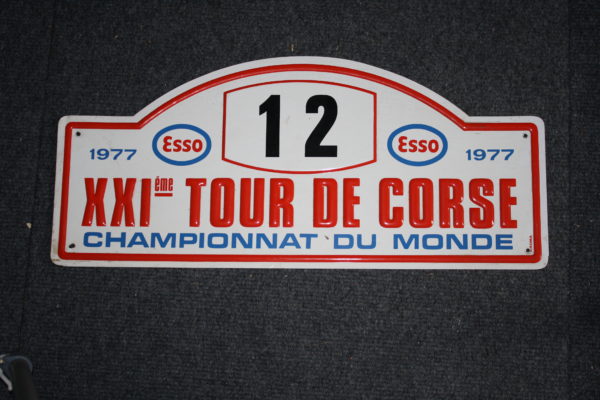 12
1977 Esso Esso 1977
XXIème TOUR DE CORSE
CHAMPIONNAT DU MONDE